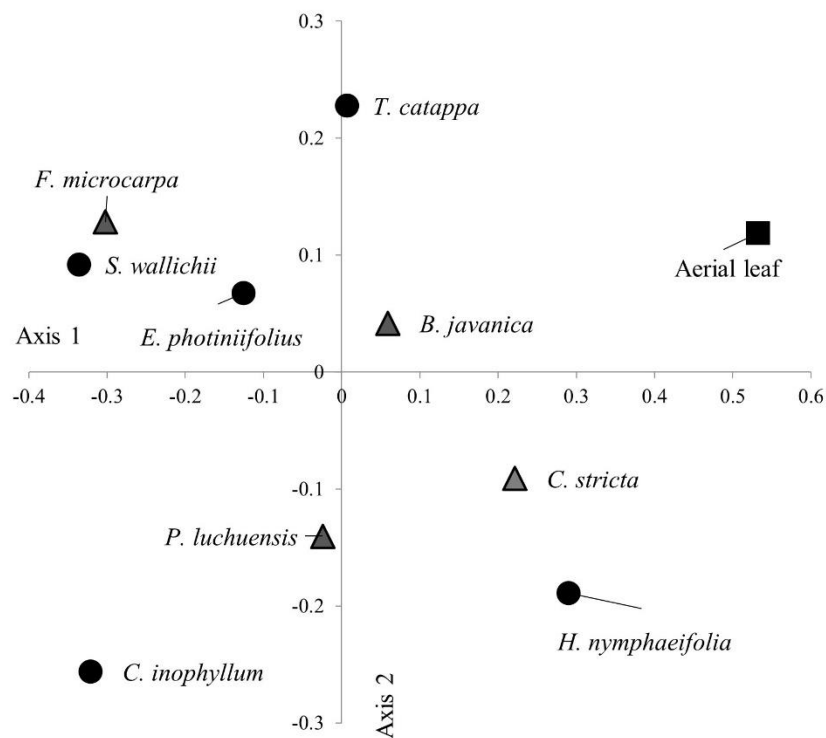 0.3
T. catappa
0.2
F. microcarpa
S. wallichii
Aerial leaf
0.1
E. photiniifolius
B. javanica
Axis 1
0
-0.4 -0.3 -0.2 -0.1 0 0.1 0.2 0.3 0.4 0.5 0.6
-0.1
C. stricta
P. luchuensis
-0.2
H. nymphaeifolia
C. inophyllum
Axis 2
-0.3